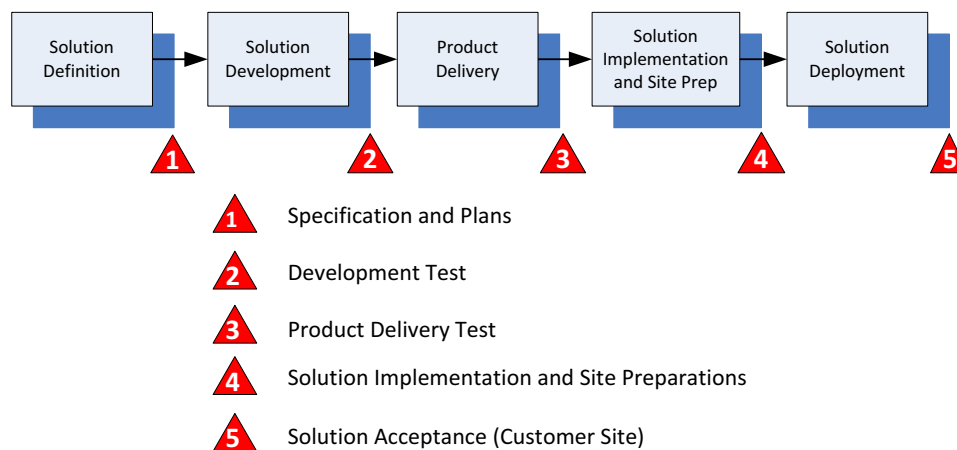 Solution
Definition
Solution
Development
Product
Delivery
Solution
Implementation
and Site Prep
Solution
Deployment
1
2
3
4
5
1 Specification and Plans
2 Development Test
3 Product Delivery Test
4 Solution Implementation and Site Preparations
5 Solution Acceptance (Customer Site)